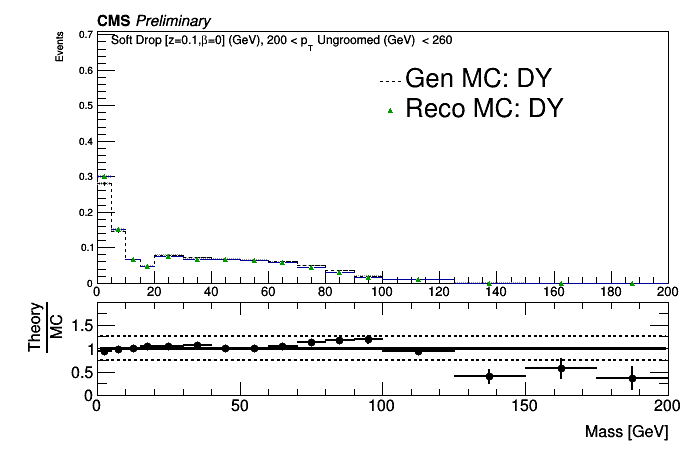 CMS Preliminary
Events
Soft Drop [z=0.1,β=0] (GeV), 200 < pT Ungroomed (GeV) < 260
Gen MC: DY
Reco MC: DY
0.7
0.6
0.5
0.4
0.3
0.2
0.1
0
0 20 40 60 80 100 120 140 160 180 200
Theory
MC
1.5
1
0.5
0
0 50 100 150 200
Mass [GeV]